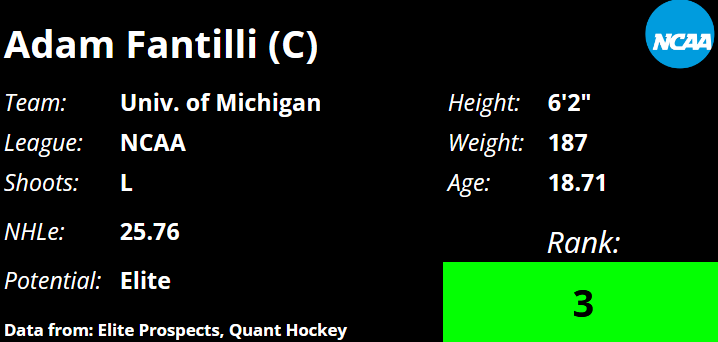 Adam Fantilli (C)
NCAA
Team: Univ. of Michigan
Height: 6'2"
League: NCAA
Weight: 187
Shoots: L
Age: 18.71
NHLe: 25.76
Rank:
Potential: Elite
3
Data from: Elite Prospects, Quant Hockey